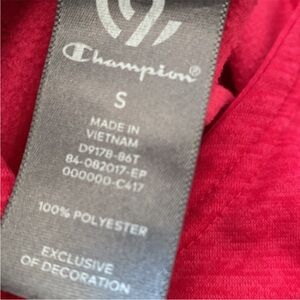 Champion®
S
MADE IN
VIETNAM
D9178-86T
84-082017-EP
000000-C417
100% POLYESTER
EXCLUSIVE
OF DECORATION